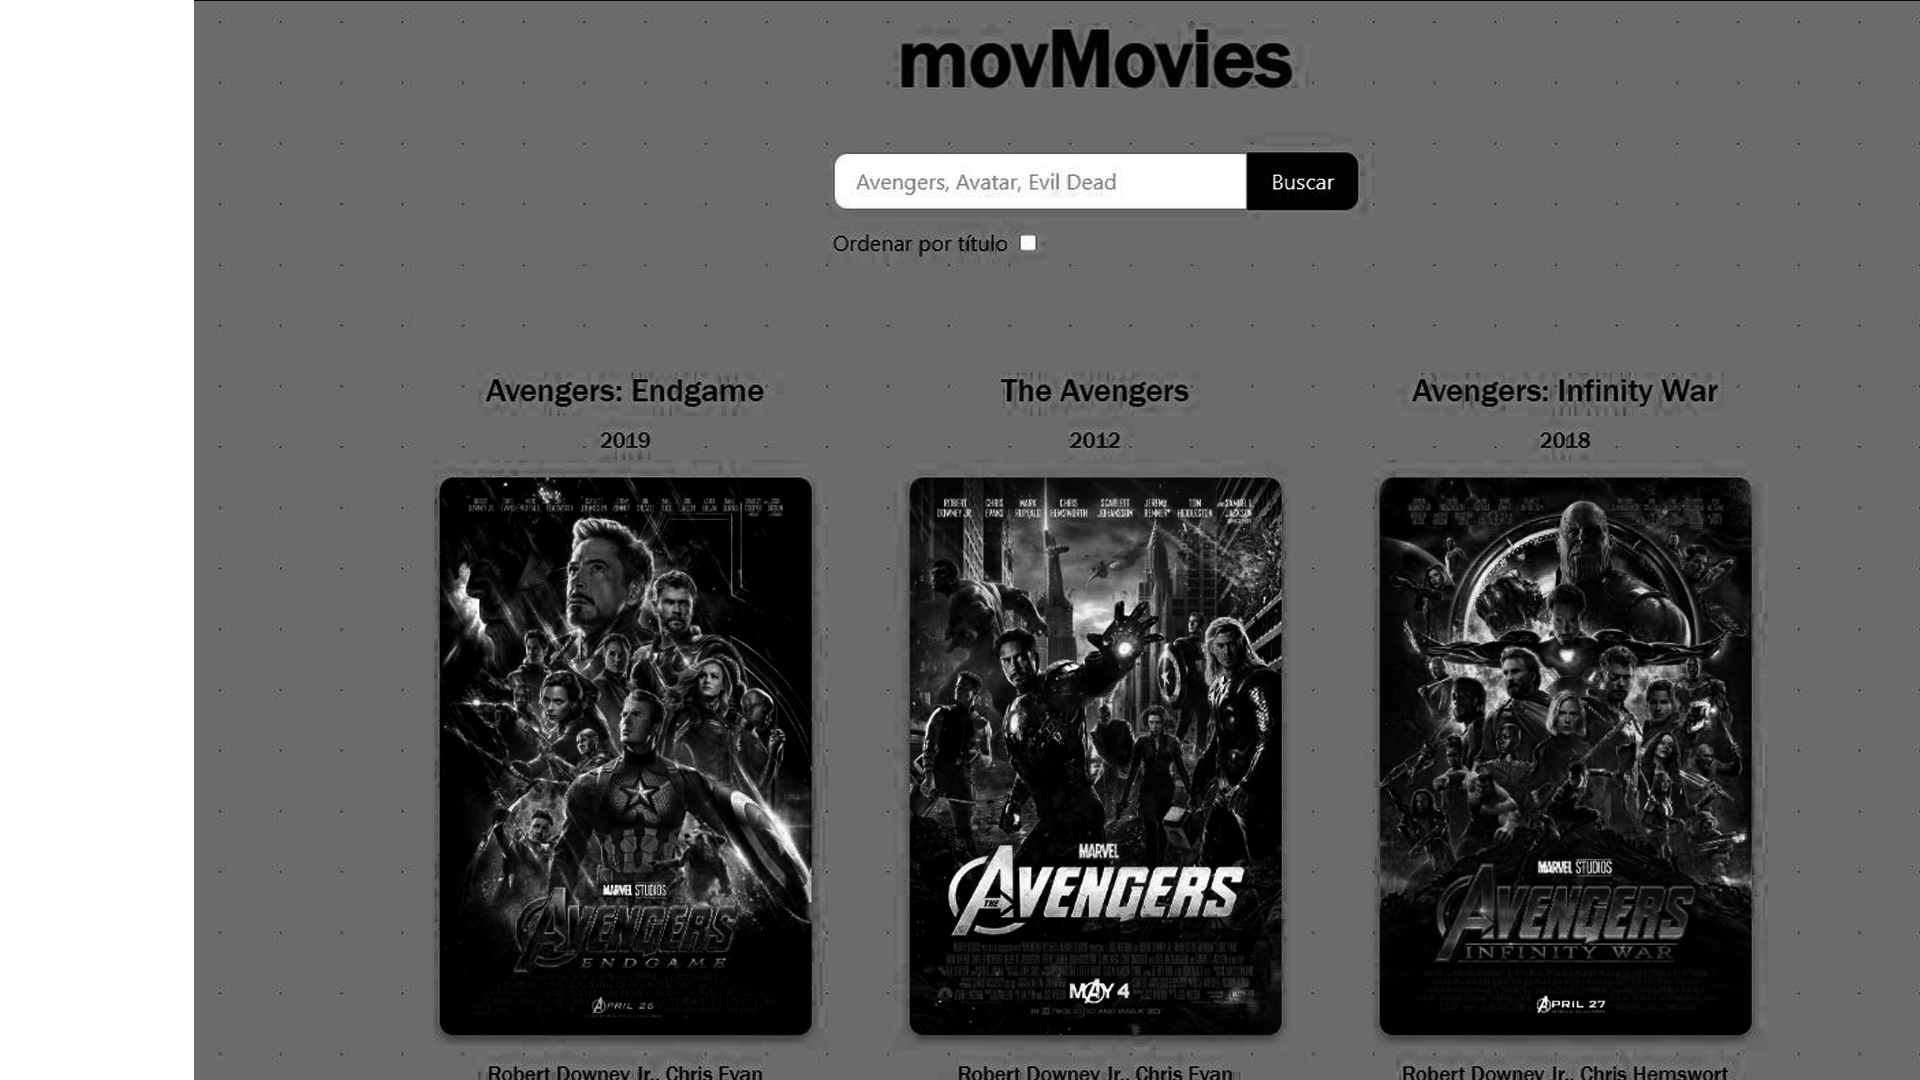 movMovies
Avengers, Avatar, Evil Dead
Buscar
Ordenar por título
Avengers: Endgame
2019
MARVEL STUDIOS
AVENGERS
ENDGAME
APRIL 26
Robert Downey Jr., Chris Evan
The Avengers
2012
ROBERT DOWNEY JR. CHRIS EVANS MARK RUFFALO CHRIS HEMSWORTH SCARLETT JOHANSSON JEREMY RENNER TOM HIDDLESTON AND SAMUEL L. JACKSON
MARVEL
THE AVENGERS
MAY 4
Robert Downey Jr., Chris Evan
Avengers: Infinity War
2018
MARVEL STUDIOS
AVENGERS
INFINITY WAR
APRIL 27
Robert Downey Jr., Chris Hemswort